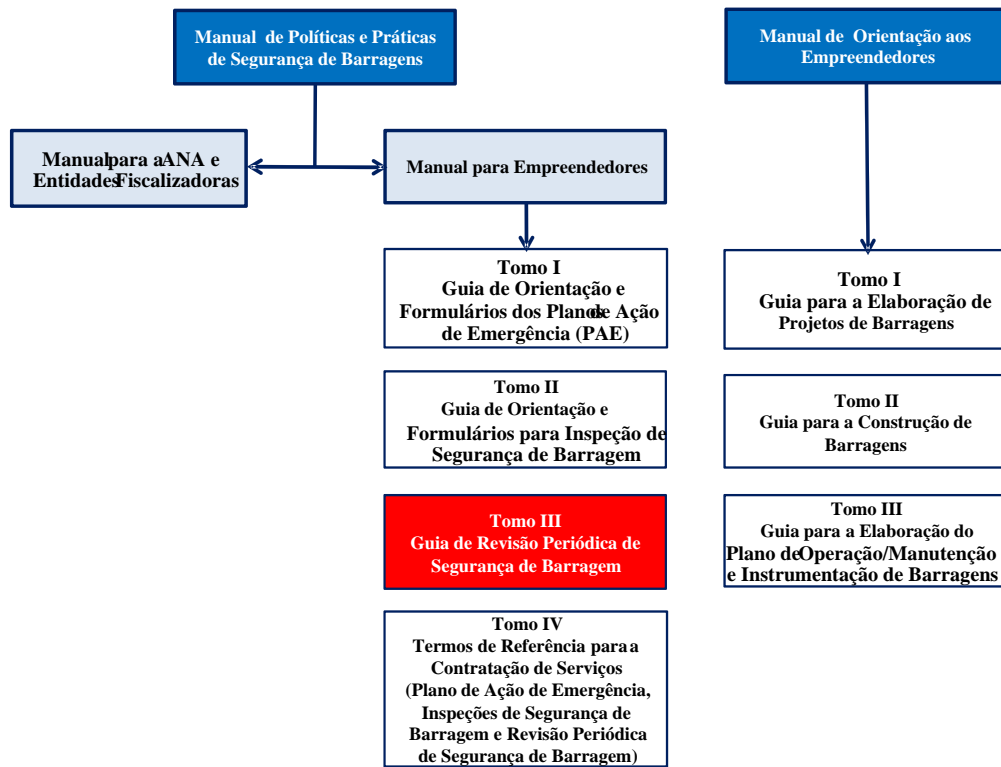 Manual de Políticas e Práticas
de Segurança de Barragens
Manual de Orientação aos
Empreendedores
Manual para a ANA e
Entidades Fiscalizadoras
Manual para Empreendedores
Tomo I
Guia de Orientação e
Formulários dos Planos de Ação
de Emergência (PAE)
Tomo II
Guia de Orientação e
Formulários para Inspeção de
Segurança de Barragem
Tomo III
Guia de Revisão Periódica de
Segurança de Barragem
Tomo IV
Termos de Referência para a
Contratação de Serviços
(Plano de Ação de Emergência,
Inspeções de Segurança de
Barragem e Revisão Periódica
de Segurança de Barragem)
Tomo I
Guia para a Elaboração de
Projetos de Barragens
Tomo II
Guia para a Construção de
Barragens
Tomo III
Guia para a Elaboração do
Plano de Operação/Manutenção
e Instrumentação de Barragens